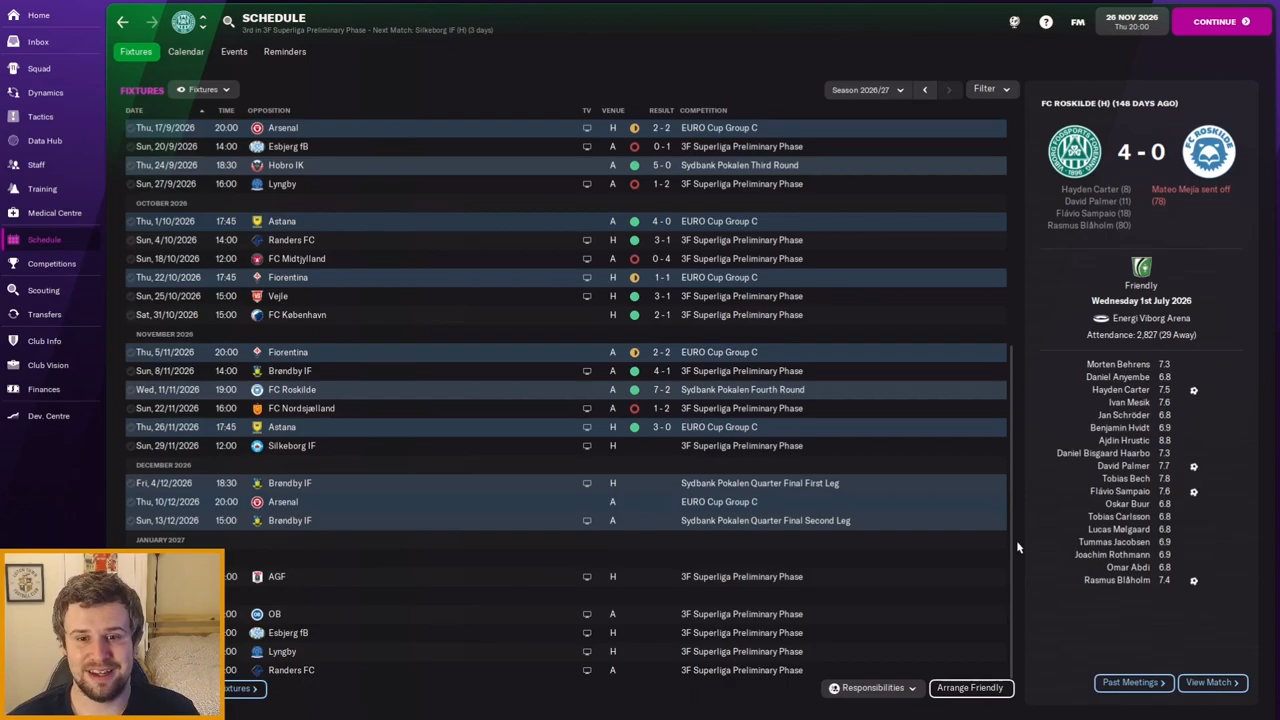 Home
Inbox
Squad
Dynamics
Tactics
Data Hub
Staff
Training
Medical Centre
Schedule
Competitions
Scouting
Transfers
Club Info
Club Vision
Finances
Dev. Centre
SCHEDULE
3rd in 3F Superliga Preliminary Phase - Next Match: Silkeborg IF (H) (3 days)
FM
26 NOV 2026
Thu 20:00
CONTINUE
Fixtures Calendar Events Reminders
FIXTURES Fixtures Season 2026/27 Filter
DATE TIME OPPOSITION TV VENUE RESULT COMPETITION
Thu, 17/9/2026 20:00 Arsenal H 2 - 2 EURO Cup Group C
Sun, 20/9/2026 14:00 Esbjerg fB A 0 - 1 3F Superliga Preliminary Phase
Thu, 24/9/2026 18:30 Hobro IK A 5 - 0 Sydbank Pokalen Third Round
Sun, 27/9/2026 16:00 Lyngby A 1 - 2 3F Superliga Preliminary Phase
OCTOBER 2026
Thu, 1/10/2026 17:45 Astana A 4 - 0 EURO Cup Group C
Sun, 4/10/2026 14:00 Randers FC H 3 - 1 3F Superliga Preliminary Phase
Sun, 18/10/2026 12:00 FC Midtjylland A 0 - 4 3F Superliga Preliminary Phase
Thu, 22/10/2026 17:45 Fiorentina H 1 - 1 EURO Cup Group C
Sun, 25/10/2026 15:00 Vejle H 3 - 1 3F Superliga Preliminary Phase
Sat, 31/10/2026 15:00 FC København H 2 - 1 3F Superliga Preliminary Phase
NOVEMBER 2026
Thu, 5/11/2026 20:00 Fiorentina A 2 - 2 EURO Cup Group C
Sun, 8/11/2026 14:00 Brøndby IF A 4 - 1 3F Superliga Preliminary Phase
Wed, 11/11/2026 19:00 FC Roskilde A 7 - 2 Sydbank Pokalen Fourth Round
Sun, 22/11/2026 16:00 FC Nordsjælland A 1 - 2 3F Superliga Preliminary Phase
Thu, 26/11/2026 17:45 Astana H 3 - 0 EURO Cup Group C
Sun, 29/11/2026 12:00 Silkeborg IF H 3F Superliga Preliminary Phase
DECEMBER 2026
Fri, 4/12/2026 18:30 Brøndby IF H Sydbank Pokalen Quarter Final First Leg
Thu, 10/12/2026 20:00 Arsenal A EURO Cup Group C
Sun, 13/12/2026 15:00 Brøndby IF A Sydbank Pokalen Quarter Final Second Leg
JANUARY 2027
:00 AGF H 3F Superliga Preliminary Phase
:00 OB A 3F Superliga Preliminary Phase
:00 Esbjerg fB H 3F Superliga Preliminary Phase
:00 Lyngby H 3F Superliga Preliminary Phase
:00 Randers FC A 3F Superliga Preliminary Phase
ixtures > Responsibilities Arrange Friendly
FC ROSKILDE (H) (148 DAYS AGO)
VIBORG FODSPORTS FORENING 1896
4 - 0
FC ROSKILDE
Hayden Carter (8)
David Palmer (11)
Flávio Sampaio (18)
Rasmus Blåholm (80)
Mateo Mejía sent off
(78)
Friendly
Wednesday 1st July 2026
Energi Viborg Arena
Attendance: 2,827 (29 Away)
Morten Behrens 7.3
Daniel Anyembe 6.8
Hayden Carter 7.5
Ivan Mesik 7.6
Jan Schröder 6.8
Benjamin Hvidt 6.9
Ajdin Hrustic 8.8
Daniel Bisgaard Haarbo 7.3
David Palmer 7.7
Tobias Bech 7.8
Flávio Sampaio 7.6
Oskar Buur 6.8
Tobias Carlsson 6.8
Lucas Mølgaard 6.8
Tummas Jacobsen 6.9
Joachim Rothmann 6.9
Omar Abdi 6.8
Rasmus Blåholm 7.4
Past Meetings > View Match >